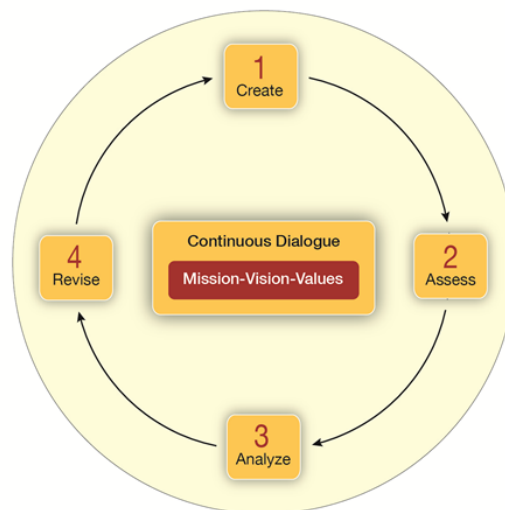 1
Create
2
Assess
3
Analyze
4
Revise
Continuous Dialogue
Mission-Vision-Values